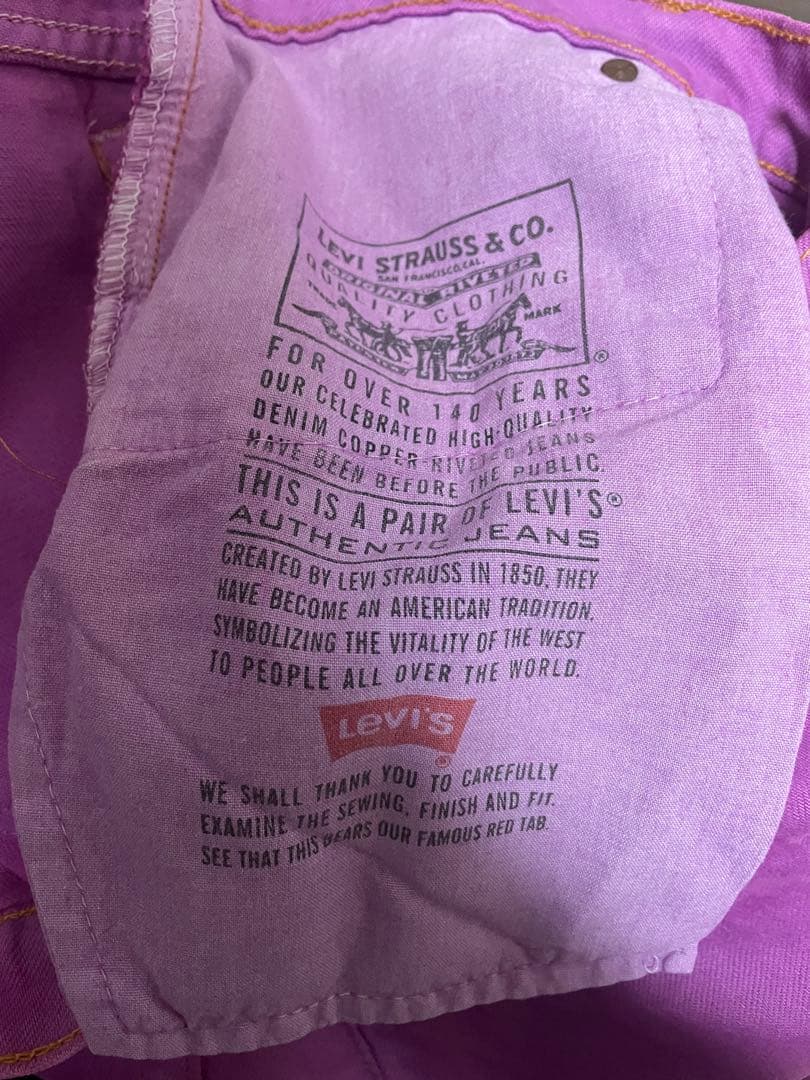 LEVI STRAUSS & CO.
SAN FRANCISCO, CAL.
ORIGINAL RIVETED
QUALITY CLOTHING
TRADE MARK
®
FOR OVER 140 YEARS
OUR CELEBRATED HIGH-QUALITY
DENIM COPPER-RIVETED JEANS
HAVE BEEN BEFORE THE PUBLIC.
THIS IS A PAIR OF LEVI'S®
AUTHENTIC JEANS
CREATED BY LEVI STRAUSS IN 1850, THEY
HAVE BECOME AN AMERICAN TRADITION,
SYMBOLIZING THE VITALITY OF THE WEST
TO PEOPLE ALL OVER THE WORLD.
Levi's
®
WE SHALL THANK YOU TO CAREFULLY
EXAMINE THE SEWING, FINISH AND FIT.
SEE THAT THIS BEARS OUR FAMOUS RED TAB.